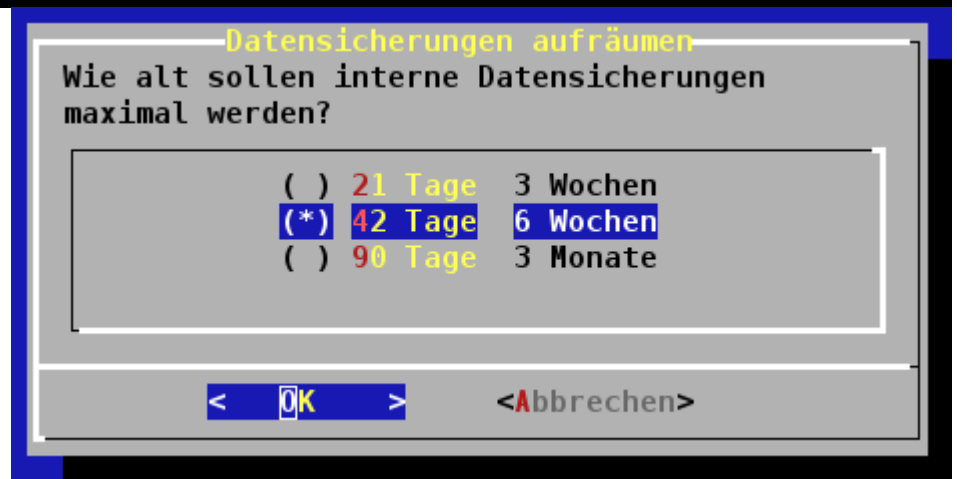 Datensicherungen aufräumen
Wie alt sollen interne Datensicherungen
maximal werden?
( ) 21 Tage 3 Wochen
(*) 42 Tage 6 Wochen
( ) 90 Tage 3 Monate
< OK > <Abbrechen>